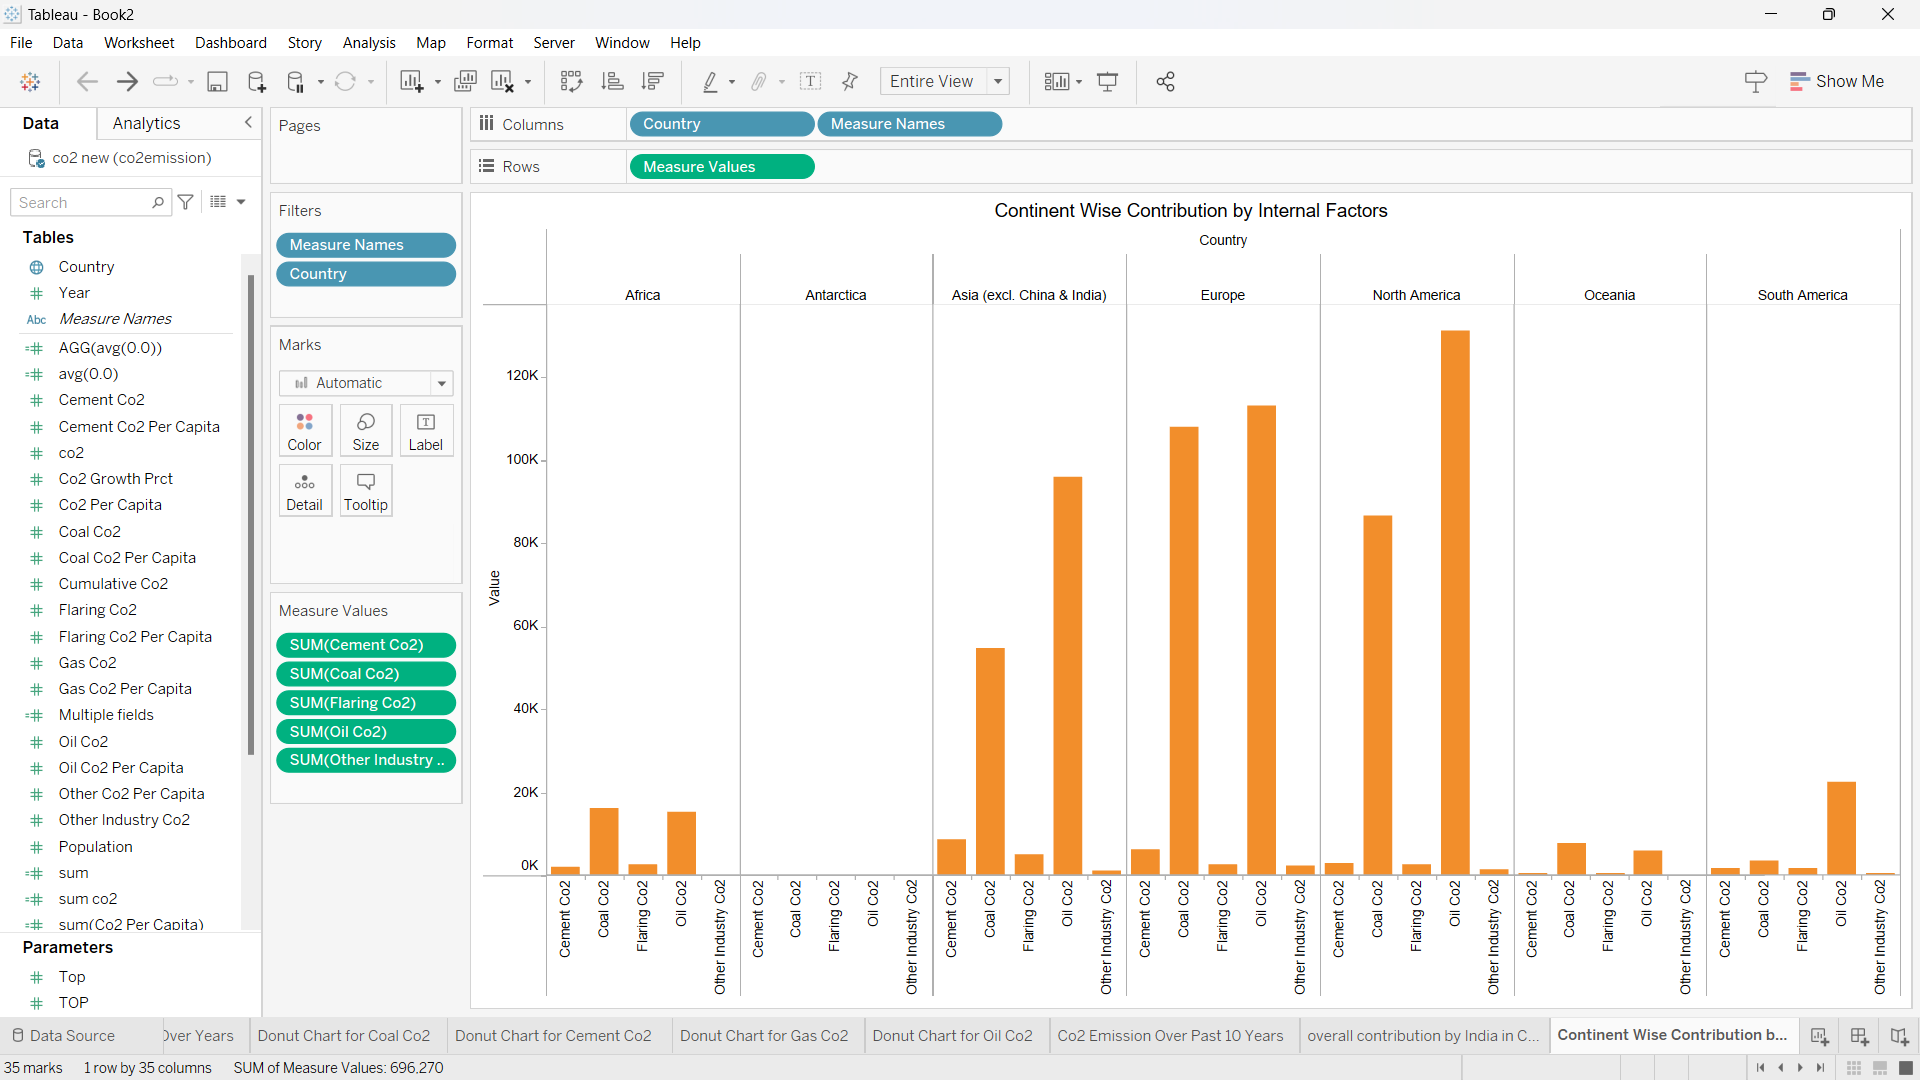 Tableau - Book2
File Data Worksheet Dashboard Story Analysis Map Format Server Window Help
Entire View
Show Me
Data Analytics
co2 new (co2emission)
Search
Tables
Country
Year
Abc Measure Names
AGG(avg(0.0))
avg(0.0)
Cement Co2
Cement Co2 Per Capita
co2
Co2 Growth Prct
Co2 Per Capita
Coal Co2
Coal Co2 Per Capita
Cumulative Co2
Flaring Co2
Flaring Co2 Per Capita
Gas Co2
Gas Co2 Per Capita
Multiple fields
Oil Co2
Oil Co2 Per Capita
Other Co2 Per Capita
Other Industry Co2
Population
sum
sum co2
sum(Co2 Per Capita)
Parameters
Top
TOP
Pages
Filters
Measure Names
Country
Marks
Automatic
Color Size Label
Detail Tooltip
Measure Values
SUM(Cement Co2)
SUM(Coal Co2)
SUM(Flaring Co2)
SUM(Oil Co2)
SUM(Other Industry ..
Columns Country Measure Names
Rows Measure Values
Continent Wise Contribution by Internal Factors
Country
Africa Antarctica Asia (excl. China & India) Europe North America Oceania South America
Value
120K
100K
80K
60K
40K
20K
0K
Cement Co2 Coal Co2 Flaring Co2 Oil Co2 Other Industry Co2
Cement Co2 Coal Co2 Flaring Co2 Oil Co2 Other Industry Co2
Cement Co2 Coal Co2 Flaring Co2 Oil Co2 Other Industry Co2
Cement Co2 Coal Co2 Flaring Co2 Oil Co2 Other Industry Co2
Cement Co2 Coal Co2 Flaring Co2 Oil Co2 Other Industry Co2
Cement Co2 Coal Co2 Flaring Co2 Oil Co2 Other Industry Co2
Cement Co2 Coal Co2 Flaring Co2 Oil Co2 Other Industry Co2
Data Source Over Years Donut Chart for Coal Co2 Donut Chart for Cement Co2 Donut Chart for Gas Co2 Donut Chart for Oil Co2 Co2 Emission Over Past 10 Years overall contribution by India in C... Continent Wise Contribution b...
35 marks 1 row by 35 columns SUM of Measure Values: 696,270